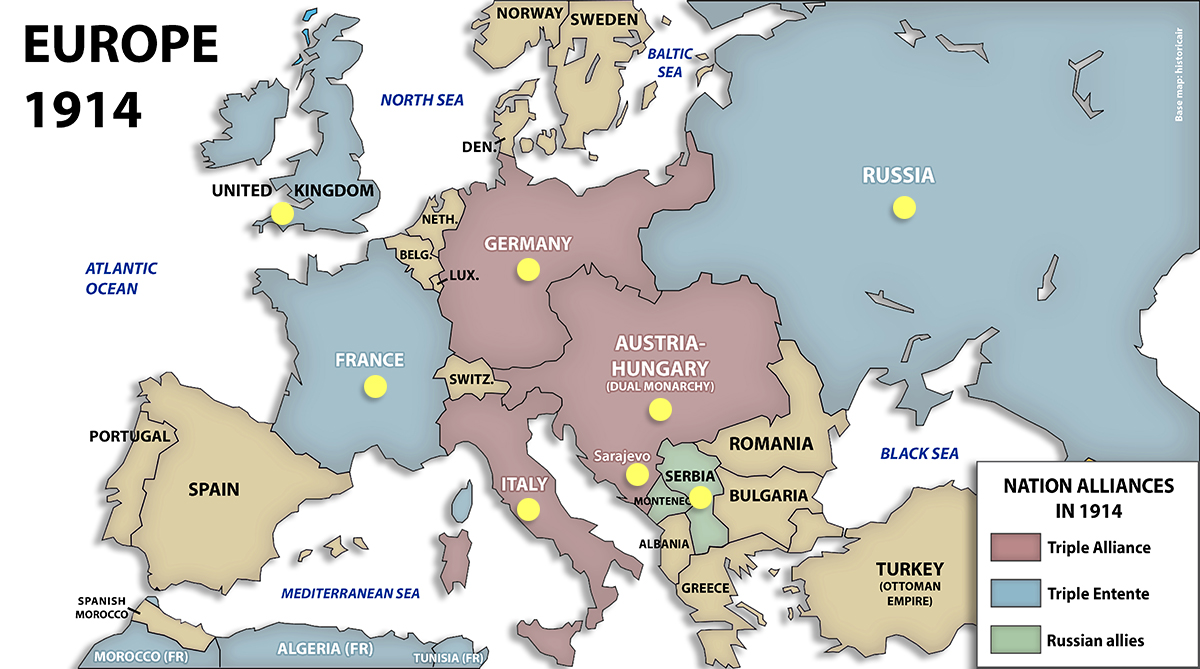 EUROPE
1914
NORWAY
SWEDEN
BALTIC
SEA
NORTH SEA
Base map: historicair
DEN.
RUSSIA
UNITED KINGDOM
NETH.
GERMANY
BELG.
LUX.
ATLANTIC
OCEAN
FRANCE
AUSTRIA-
HUNGARY
(DUAL MONARCHY)
SWITZ.
PORTUGAL
SPAIN
ROMANIA
BLACK SEA
Sarajevo
SERBIA
ITALY
MONTENEG
BULGARIA
ALBANIA
GREECE
TURKEY
(OTTOMAN
EMPIRE)
MEDITERRANEAN SEA
SPANISH
MOROCCO
MOROCCO (FR)
ALGERIA (FR)
TUNISIA (FR)
NATION ALLIANCES
IN 1914
Triple Alliance
Triple Entente
Russian allies